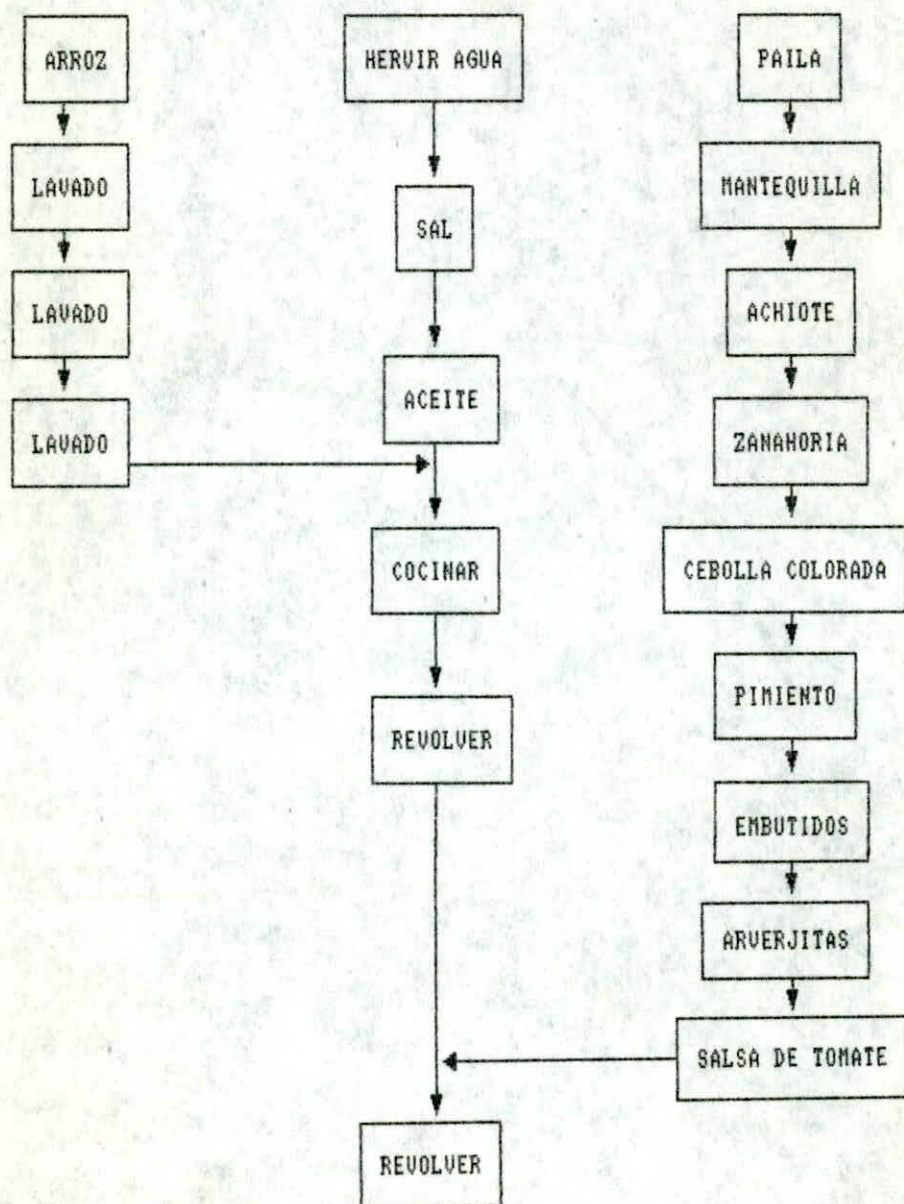 ARROZ
LAVADO
LAVADO
LAVADO
HERVIR AGUA
SAL
ACEITE
COCINAR
REVOLVER
REVOLVER
PAILA
MANTEQUILLA
ACHIOTE
ZANAHORIA
CEBOLLA COLORADA
PIMIENTO
EMBUTIDOS
ARVERJITAS
SALSA DE TOMATE